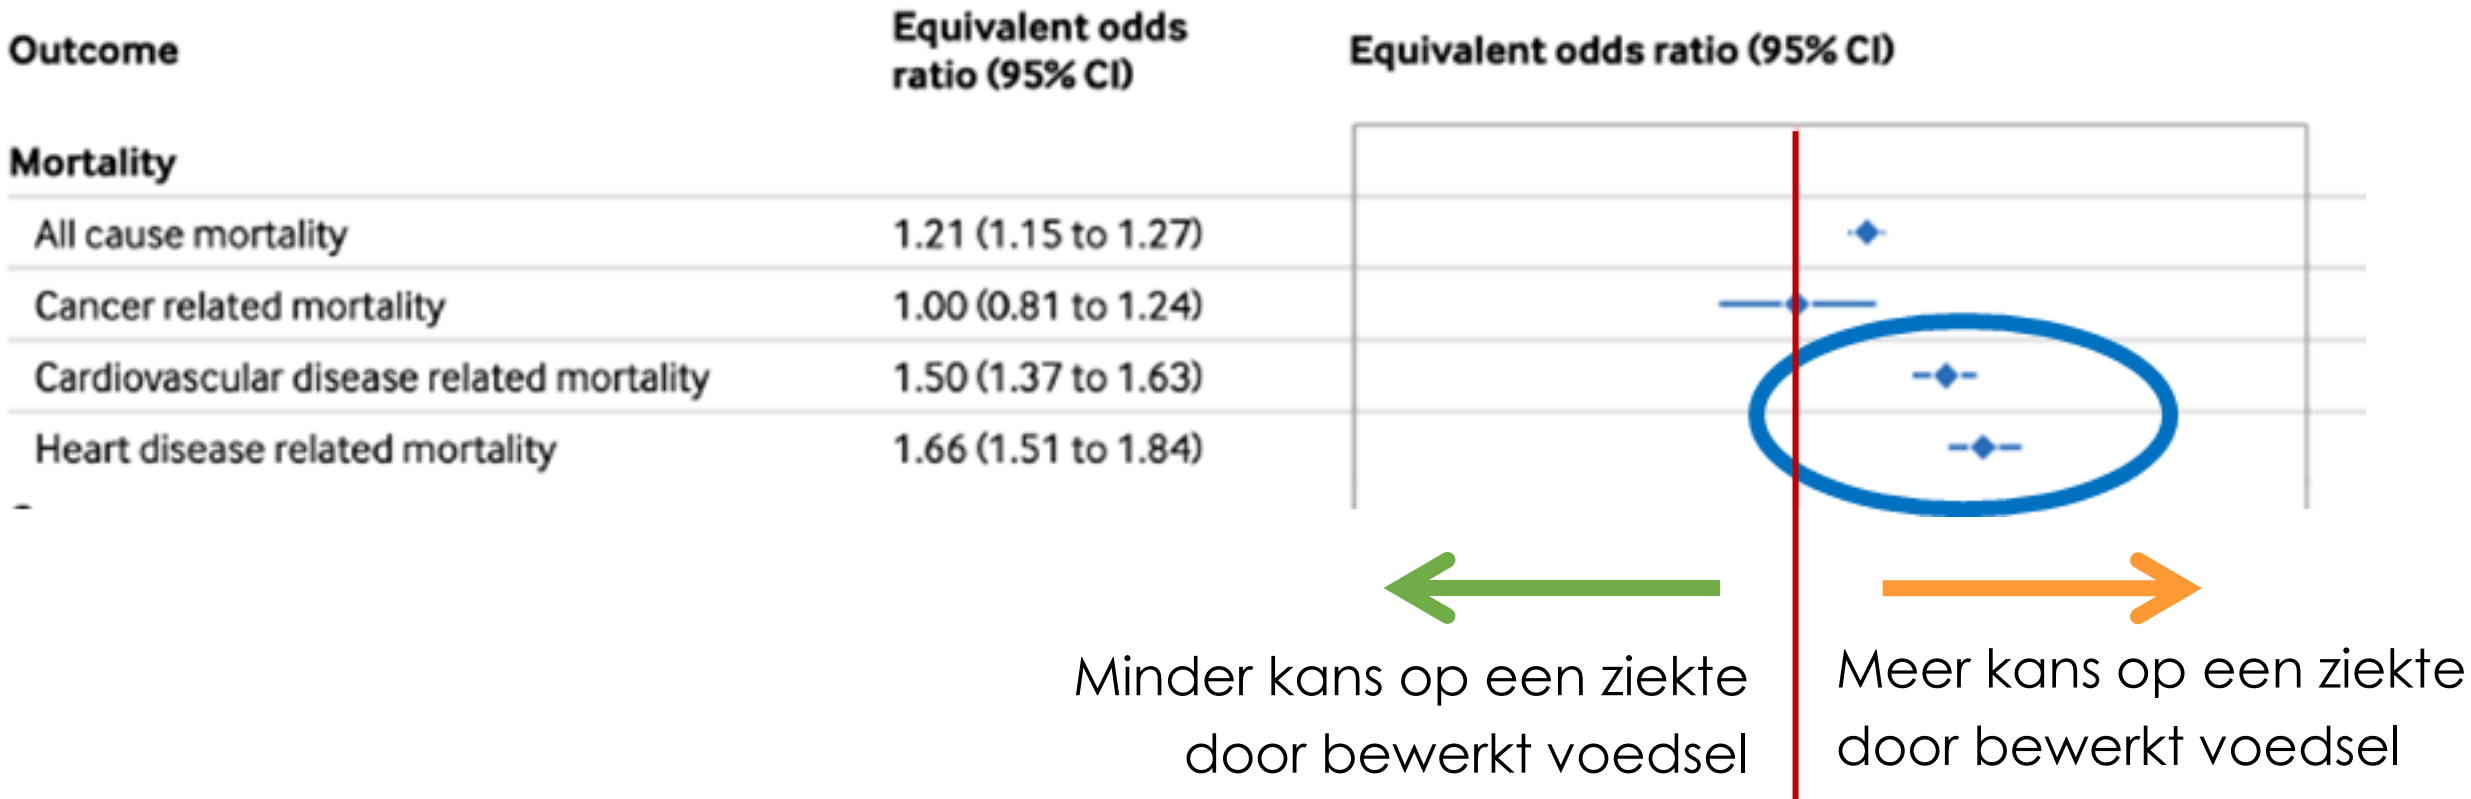 Outcome
Equivalent odds
ratio (95% CI)
Equivalent odds ratio (95% CI)
Mortality
All cause mortality 1.21 (1.15 to 1.27)
Cancer related mortality 1.00 (0.81 to 1.24)
Cardiovascular disease related mortality 1.50 (1.37 to 1.63)
Heart disease related mortality 1.66 (1.51 to 1.84)
Minder kans op een ziekte
door bewerkt voedsel
Meer kans op een ziekte
door bewerkt voedsel